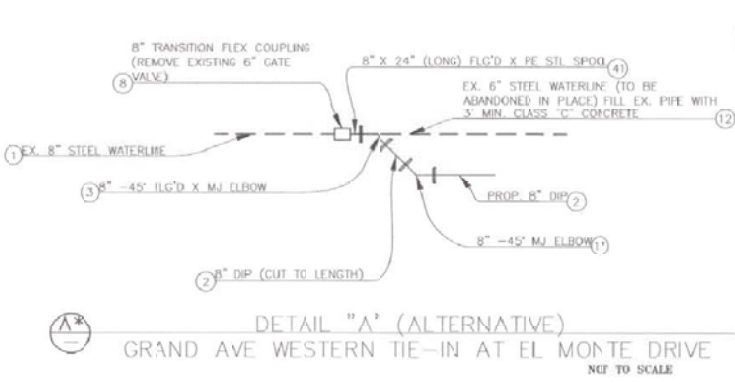 8" TRANSITION FLEX COUPLING
(REMOVE EXISTING 6" GATE
VALVE)
8
8" X 24" (LONG) FLG'D X PE STL SPOOL
41
EX. 6" STEEL WATERLINE (TO BE
ABANDONED IN PLACE) FILL EX. PIPE WITH
3' MIN. CLASS "C" CONCRETE
12
1
EX. 8" STEEL WATERLINE
3
8" -45° FLG'D X MJ ELBOW
PROP. 8" DIP
2
8" -45° MJ ELBOW
11
2
8" DIP (CUT TO LENGTH)
A*
DETAIL "A" (ALTERNATIVE)
GRAND AVE WESTERN TIE-IN AT EL MONTE DRIVE
NOT TO SCALE